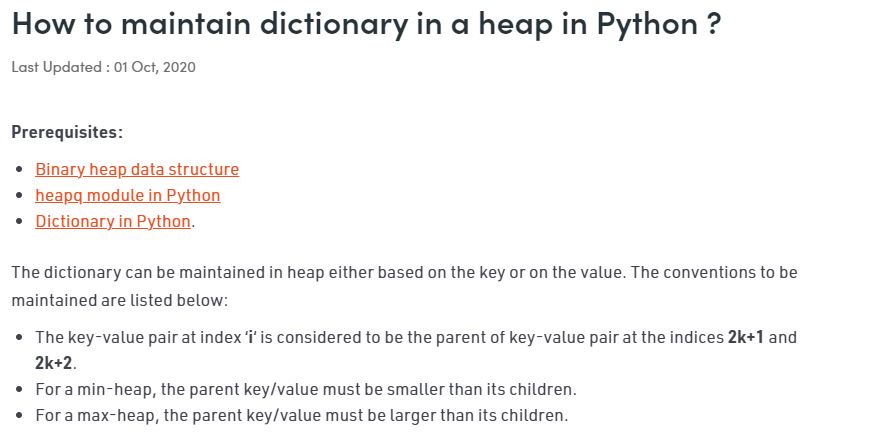 How to maintain dictionary in a heap in Python ?
Last Updated : 01 Oct, 2020
Prerequisites:
• Binary heap data structure
• heapq module in Python
• Dictionary in Python.
The dictionary can be maintained in heap either based on the key or on the value. The conventions to be
maintained are listed below:
• The key-value pair at index ‘i‘ is considered to be the parent of key-value pair at the indices 2k+1 and
2k+2.
• For a min-heap, the parent key/value must be smaller than its children.
• For a max-heap, the parent key/value must be larger than its children.